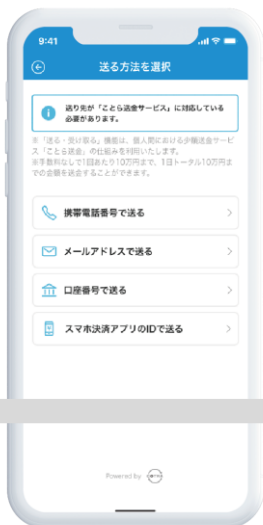 9:41
送る方法を選択
送り先が「ことら送金サービス」に対応している
必要があります。
※「送る・受け取る」機能は、個人間における少額送金サービ
ス「ことら送金」の仕組みを利用いたします。
※手数料なしで1回あたり10万円まで、1日トータル10万円ま
での金額を送金することができます。
携帯電話番号で送る
メールアドレスで送る
口座番号で送る
スマホ決済アプリのIDで送る
Powered by